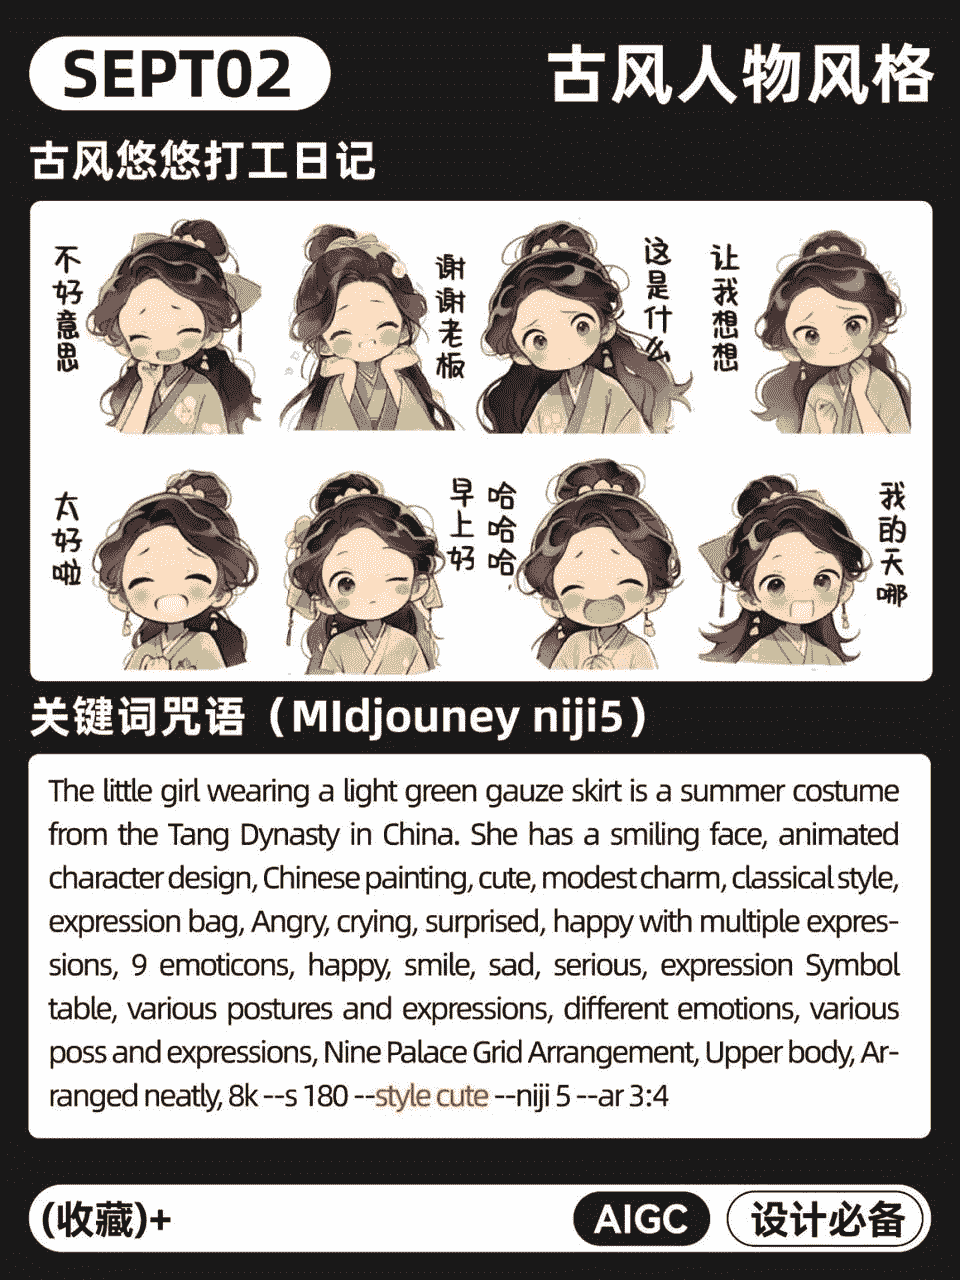 SEPT02
古风人物风格
古风悠悠打工日记
不好意思
谢谢老板
这是什么
让我想想
太好啦
早上好
哈哈哈
我的天哪
关键词咒语（MIdjouney niji5）
The little girl wearing a light green gauze skirt is a summer costume
from the Tang Dynasty in China. She has a smiling face, animated
character design, Chinese painting, cute, modest charm, classical style,
expression bag, Angry, crying, surprised, happy with multiple expres-
sions, 9 emoticons, happy, smile, sad, serious, expression Symbol
table, various postures and expressions, different emotions, various
poss and expressions, Nine Palace Grid Arrangement, Upper body, Ar-
ranged neatly, 8k --s 180 --style cute --niji 5 --ar 3:4
(收藏)+
AIGC
设计必备